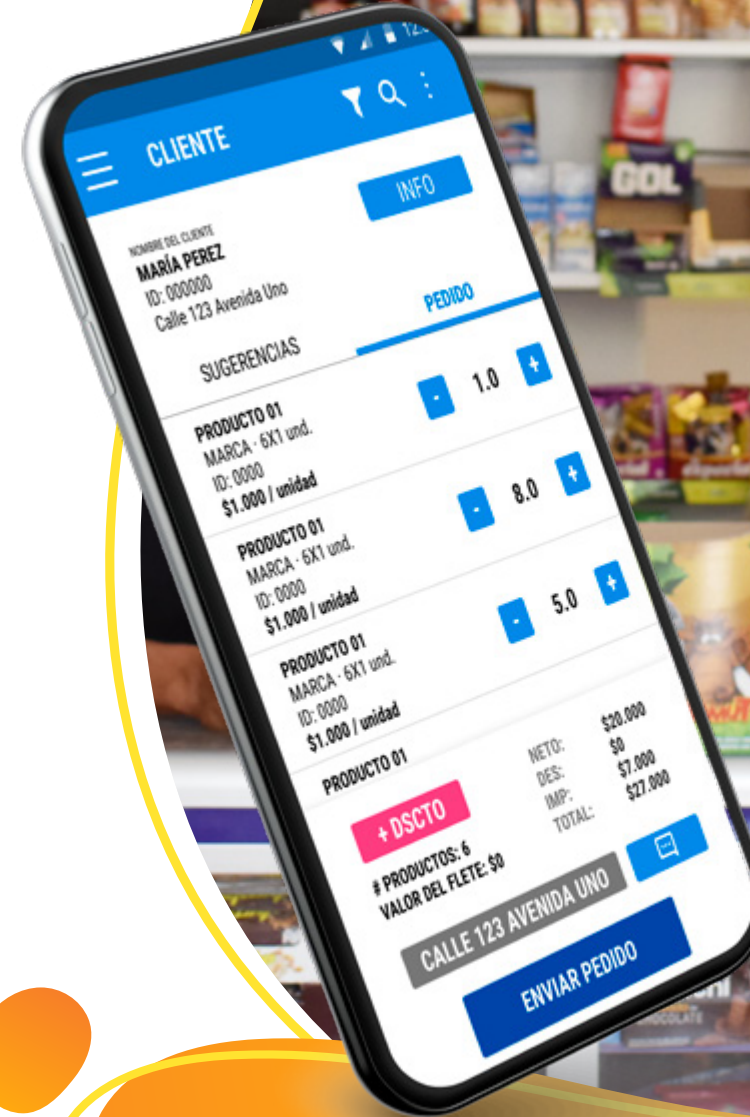 12:
CLIENTE
INFO
NOMBRE DEL CLIENTE
MARÍA PEREZ
ID: 000000
Calle 123 Avenida Uno
SUGERENCIAS
PEDIDO
PRODUCTO 01
MARCA · 6X1 und.
ID: 0000
$1.000 / unidad
- 1.0 +
PRODUCTO 01
MARCA · 6X1 und.
ID: 0000
$1.000 / unidad
- 8.0 +
PRODUCTO 01
MARCA · 6X1 und.
ID: 0000
$1.000 / unidad
- 5.0 +
PRODUCTO 01
+ DSCTO
# PRODUCTOS: 6
VALOR DEL FLETE: $0
NETO: $20.000
DES: $0
IMP: $7.000
TOTAL: $27.000
CALLE 123 AVENIDA UNO
ENVIAR PEDIDO
GOL
CHOCOLATE